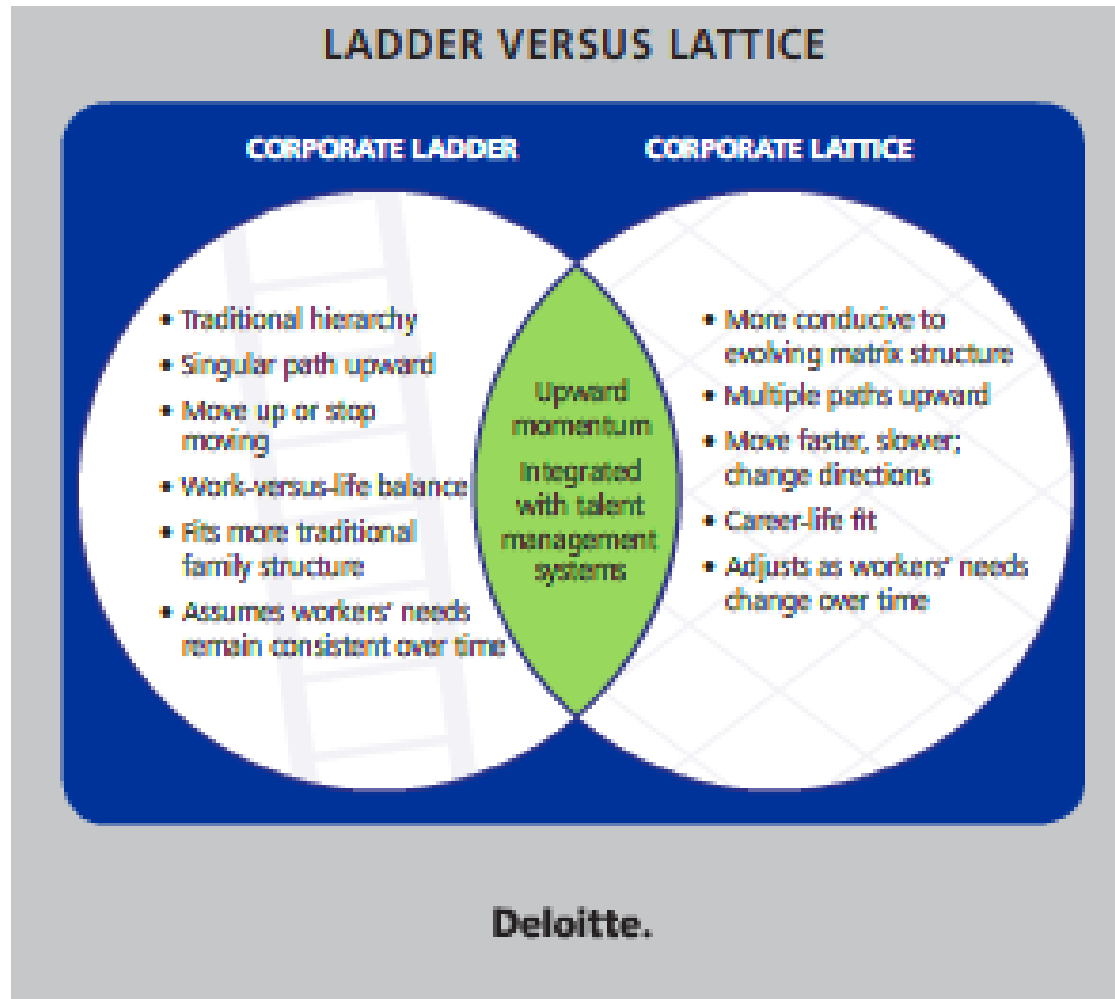 LADDER VERSUS LATTICE
CORPORATE LADDER
CORPORATE LATTICE
• Traditional hierarchy
• Singular path upward
• Move up or stop
moving
• Work-versus-life balance
• Fits more traditional
family structure
• Assumes workers' needs
remain consistent over time
Upward
momentum
Integrated
with talent
management
systems
• More conducive to
evolving matrix structure
• Multiple paths upward
• Move faster, slower;
change directions
• Career-life fit
• Adjusts as workers' needs
change over time
Deloitte.